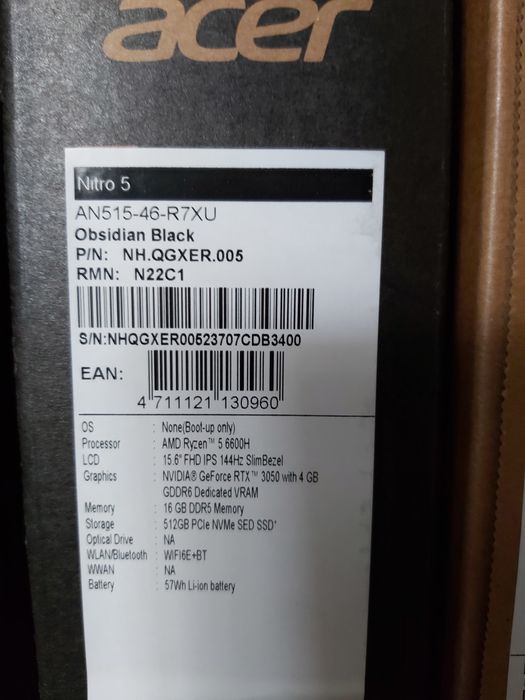 acer
Nitro 5
AN515-46-R7XU
Obsidian Black
P/N: NH.QGXER.005
RMN: N22C1
S/N:NHQGXER00523707CDB3400
EAN:
4 711121 130960
OS : None(Boot-up only)
Processor : AMD Ryzen™ 5 6600H
LCD : 15.6" FHD IPS 144Hz SlimBezel
Graphics : NVIDIA® GeForce RTX™ 3050 with 4 GB
GDDR6 Dedicated VRAM
Memory : 16 GB DDR5 Memory
Storage : 512GB PCIe NVMe SED SSD*
Optical Drive : NA
WLAN/Bluetooth : WIFI6E+BT
WWAN : NA
Battery : 57Wh Li-ion battery